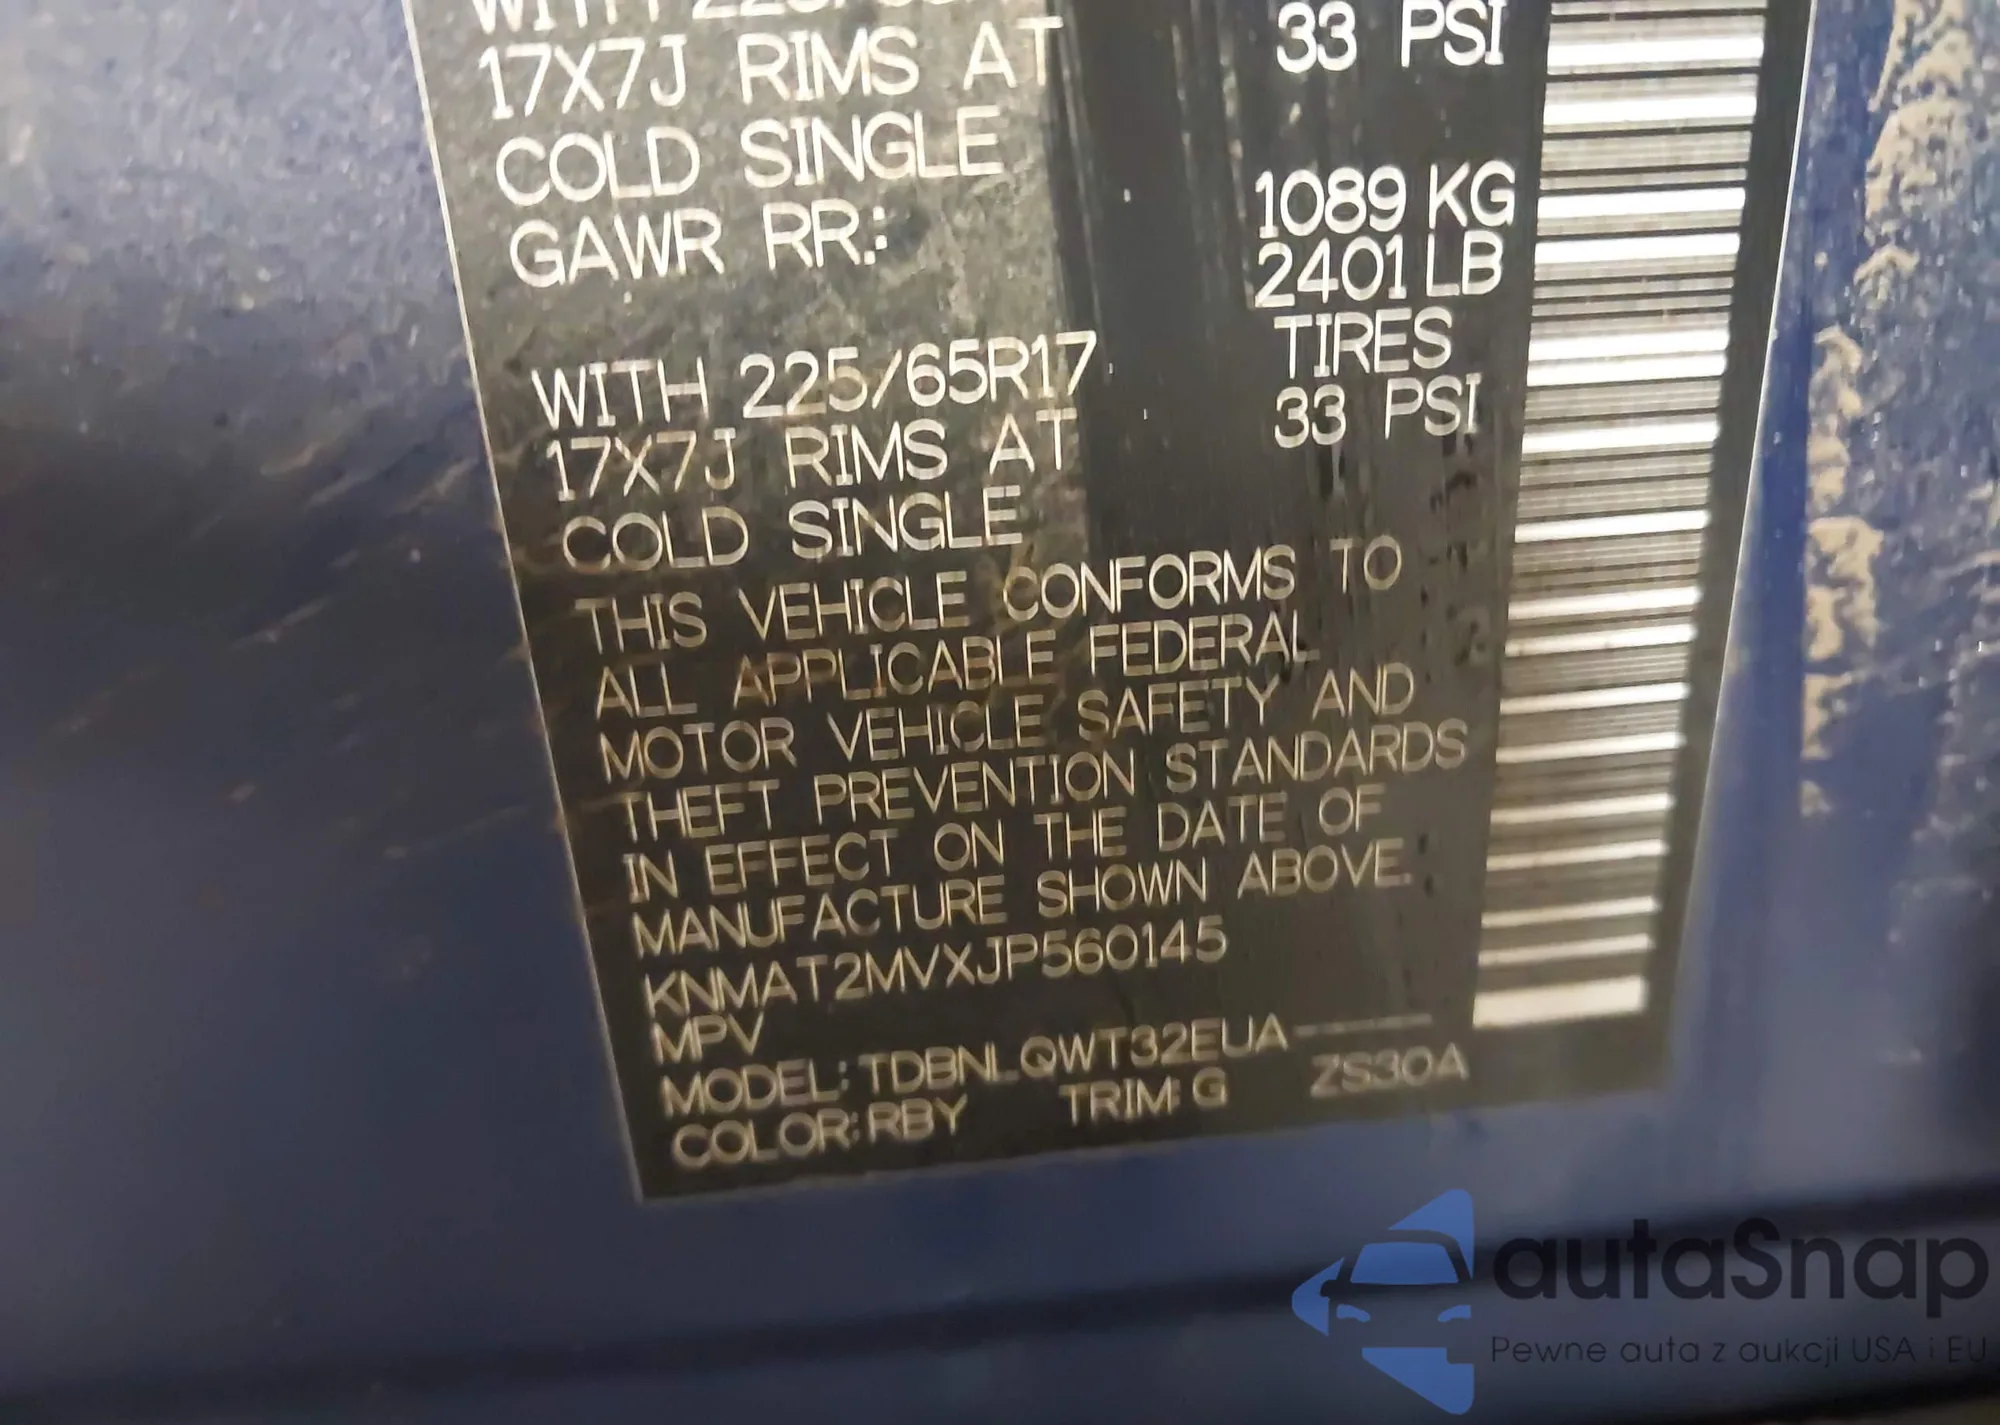 WITH 225/65R17
17X7J RIMS AT 33 PSI
COLD SINGLE
GAWR RR: 1089 KG
2401 LB
WITH 225/65R17 TIRES
17X7J RIMS AT 33 PSI
COLD SINGLE
THIS VEHICLE CONFORMS TO
ALL APPLICABLE FEDERAL
MOTOR VEHICLE SAFETY AND
THEFT PREVENTION STANDARDS
IN EFFECT ON THE DATE OF
MANUFACTURE SHOWN ABOVE.
KNMAT2MVXJP560145
MPV
MODEL: TDBNLQWT32EUA-----
COLOR: RBY TRIM: G ZS30A
autaSnap
Pewne auta z aukcji USA i EU